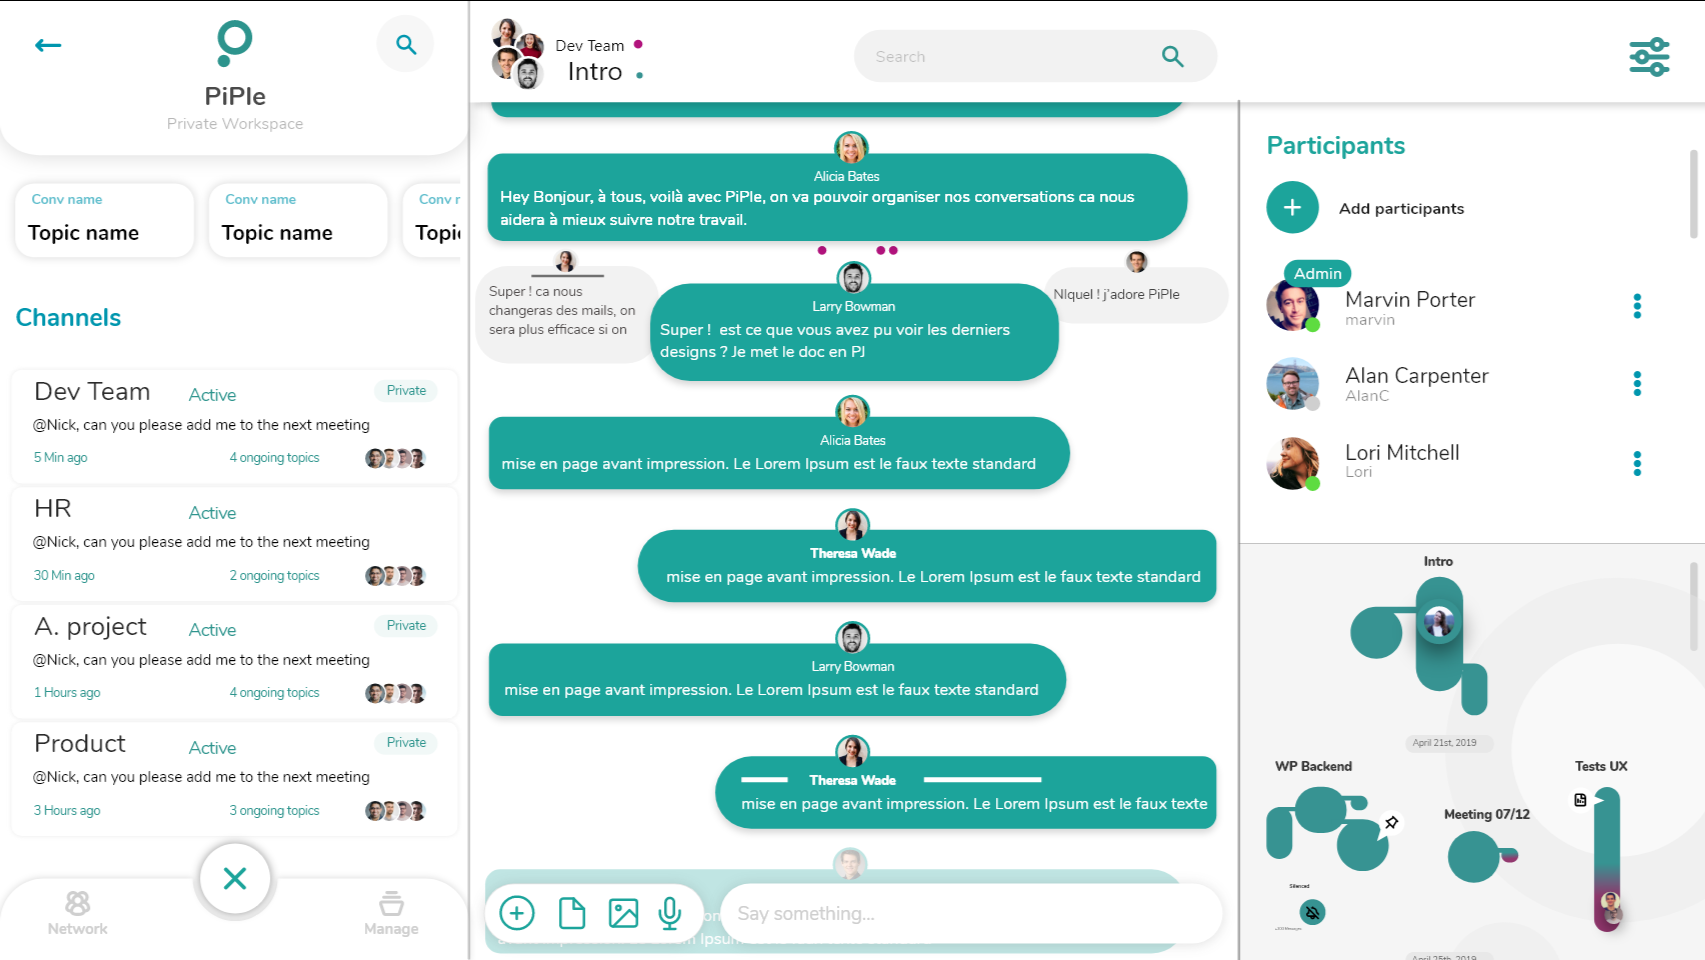 PiPle
Private Workspace
Conv name
Topic name
Conv name
Topic name
Channels
Dev Team
Active
Private
@Nick, can you please add me to the next meeting
5 Min ago
4 ongoing topics
HR
Active
@Nick, can you please add me to the next meeting
30 Min ago
2 ongoing topics
A. project
Active
Private
@Nick, can you please add me to the next meeting
1 Hours ago
4 ongoing topics
Product
Active
Private
@Nick, can you please add me to the next meeting
3 Hours ago
3 ongoing topics
Network
Manage
Dev Team
Intro
Search
Alicia Bates
Hey Bonjour, à tous, voilà avec PiPle, on va pouvoir organiser nos conversations ca nous
aidera à mieux suivre notre travail.
Super ! ca nous
changeras des mails, on
sera plus efficace si on
Larry Bowman
Super ! est ce que vous avez pu voir les derniers
designs ? Je met le doc en PJ
NIquel ! j'adore PiPle
Alicia Bates
mise en page avant impression. Le Lorem Ipsum est le faux texte standard
Theresa Wade
mise en page avant impression. Le Lorem Ipsum est le faux texte standard
Larry Bowman
mise en page avant impression. Le Lorem Ipsum est le faux texte standard
Theresa Wade
mise en page avant impression. Le Lorem Ipsum est le faux texte
Say something...
Participants
Add participants
Admin
Marvin Porter
marvin
Alan Carpenter
AlanC
Lori Mitchell
Lori
Intro
April 21st, 2019
WP Backend
Tests UX
Meeting 07/12
Silenced
April 25th, 2019